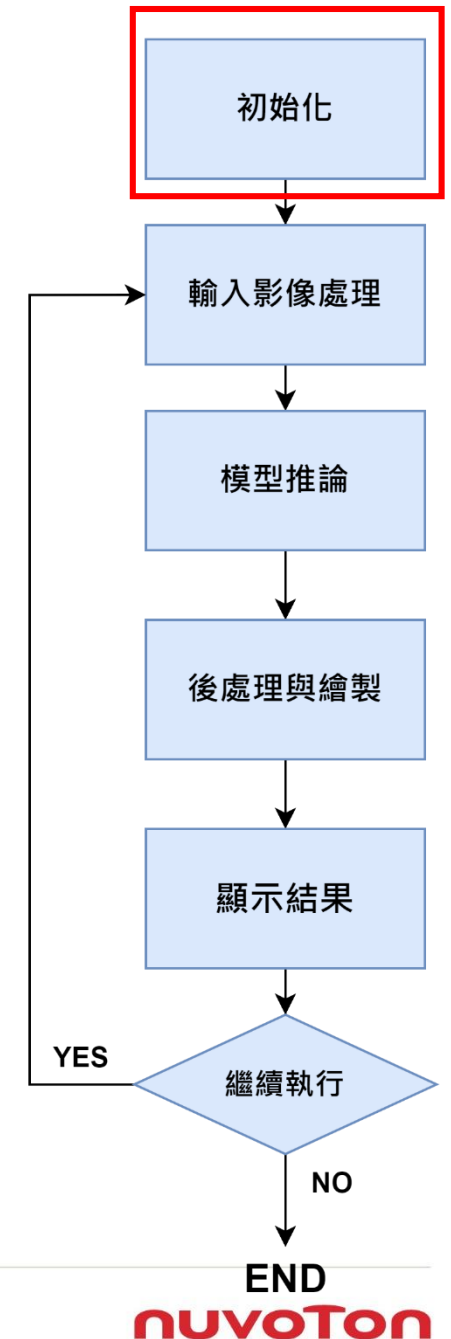 初始化
輸入影像處理
模型推論
後處理與繪製
顯示結果
繼續執行
YES
NO
END
nuvoTon